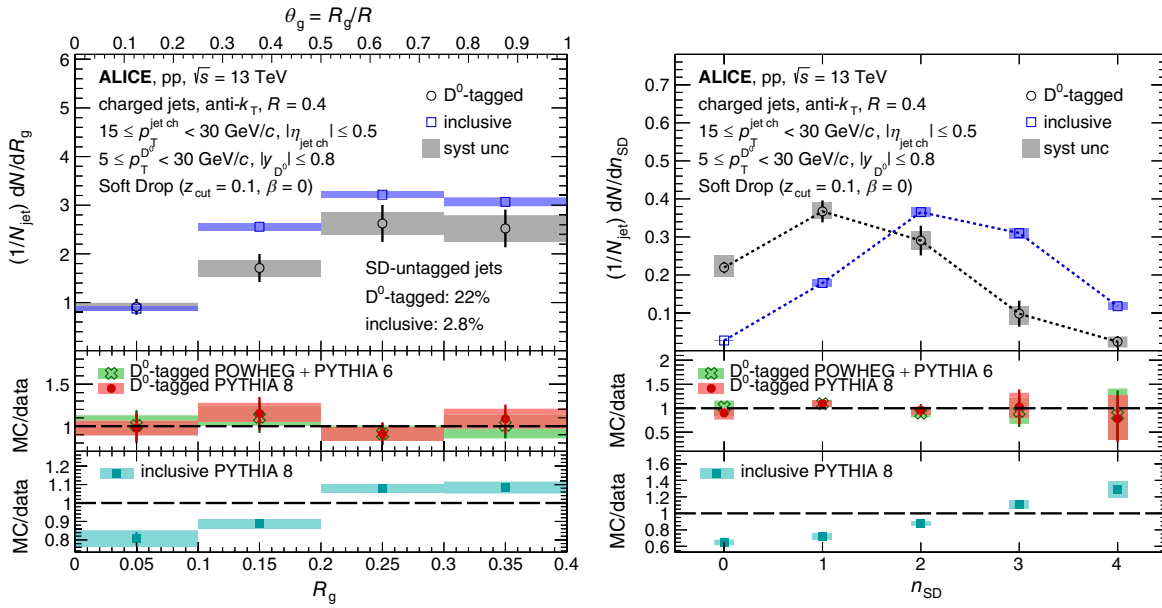 θg = Rg/R
0 0.1 0.2 0.3 0.4 0.5 0.6 0.7 0.8 0.9 1
(1/Njet) dN/dRg
6
5
4
3
2
1
ALICE, pp, √s = 13 TeV
charged jets, anti-kT, R = 0.4
15 ≤ pT^jet ch < 30 GeV/c, |ηjet ch| ≤ 0.5
5 ≤ pT^D0 < 30 GeV/c, |yD0| ≤ 0.8
Soft Drop (zcut = 0.1, β = 0)
D0-tagged
inclusive
syst unc
SD-untagged jets
D0-tagged: 22%
inclusive: 2.8%
MC/data
1.5
1
D0-tagged POWHEG + PYTHIA 6
D0-tagged PYTHIA 8
MC/data
1.2
1.1
1
0.9
0.8
inclusive PYTHIA 8
0 0.05 0.1 0.15 0.2 0.25 0.3 0.35 0.4
Rg
(1/Njet) dN/dnSD
0.7
0.6
0.5
0.4
0.3
0.2
0.1
ALICE, pp, √s = 13 TeV
charged jets, anti-kT, R = 0.4
15 ≤ pT^jet ch < 30 GeV/c, |ηjet ch| ≤ 0.5
5 ≤ pT^D0 < 30 GeV/c, |yD0| ≤ 0.8
Soft Drop (zcut = 0.1, β = 0)
D0-tagged
inclusive
syst unc
MC/data
2
1.5
1
0.5
D0-tagged POWHEG + PYTHIA 6
D0-tagged PYTHIA 8
MC/data
1.6
1.4
1.2
1.0
0.8
0.6
inclusive PYTHIA 8
0 1 2 3 4
nSD